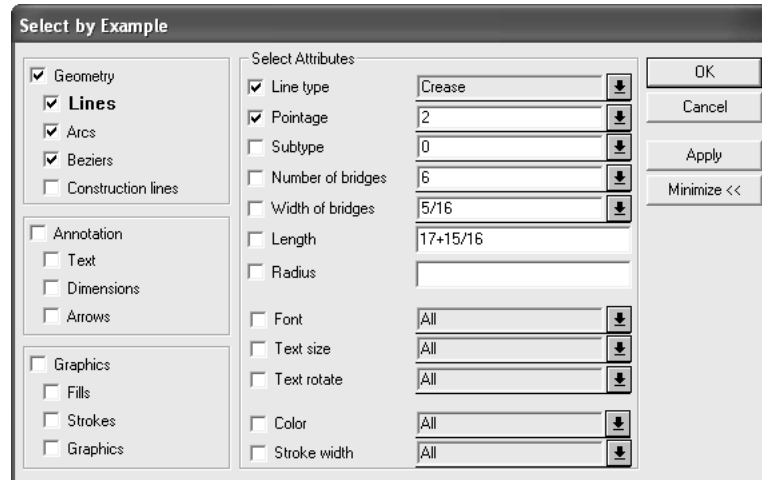 Select by Example
Geometry
Lines
Arcs
Beziers
Construction lines
Annotation
Text
Dimensions
Arrows
Graphics
Fills
Strokes
Graphics
Select Attributes
Line type Crease
Pointage 2
Subtype 0
Number of bridges 6
Width of bridges 5/16
Length 17+15/16
Radius
Font All
Text size All
Text rotate All
Color All
Stroke width All
OK
Cancel
Apply
Minimize <<